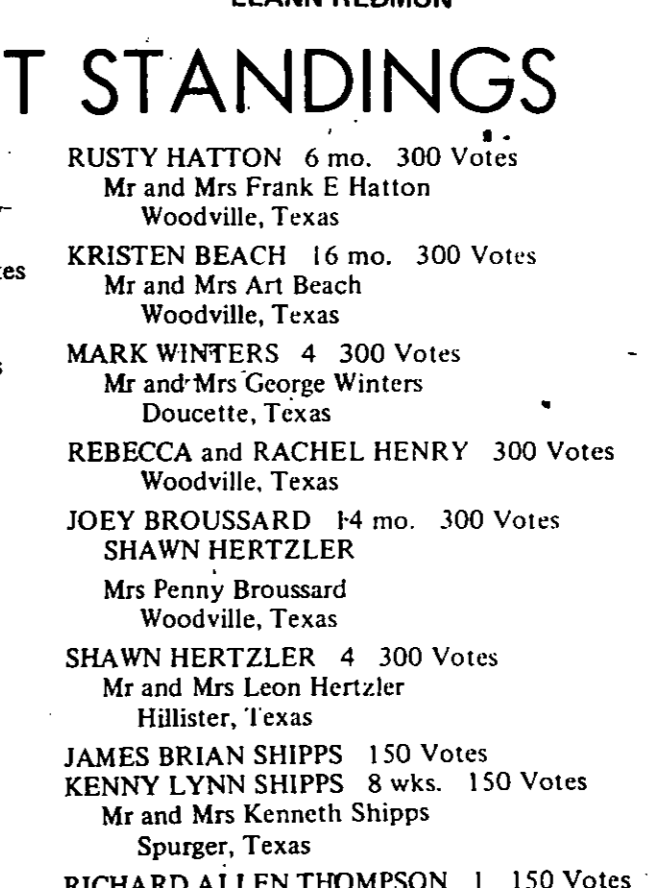 LEANN REDMON
T STANDINGS
tes
s
RUSTY HATTON 6 mo. 300 Votes
Mr and Mrs Frank E Hatton
Woodville, Texas
KRISTEN BEACH 16 mo. 300 Votes
Mr and Mrs Art Beach
Woodville, Texas
MARK WINTERS 4 300 Votes
Mr and Mrs George Winters
Doucette, Texas
REBECCA and RACHEL HENRY 300 Votes
Woodville, Texas
JOEY BROUSSARD 14 mo. 300 Votes
SHAWN HERTZLER
Mrs Penny Broussard
Woodville, Texas
SHAWN HERTZLER 4 300 Votes
Mr and Mrs Leon Hertzler
Hillister, Texas
JAMES BRIAN SHIPPS 150 Votes
KENNY LYNN SHIPPS 8 wks. 150 Votes
Mr and Mrs Kenneth Shipps
Spurger, Texas
RICHARD ALLEN THOMPSON 1 150 Votes